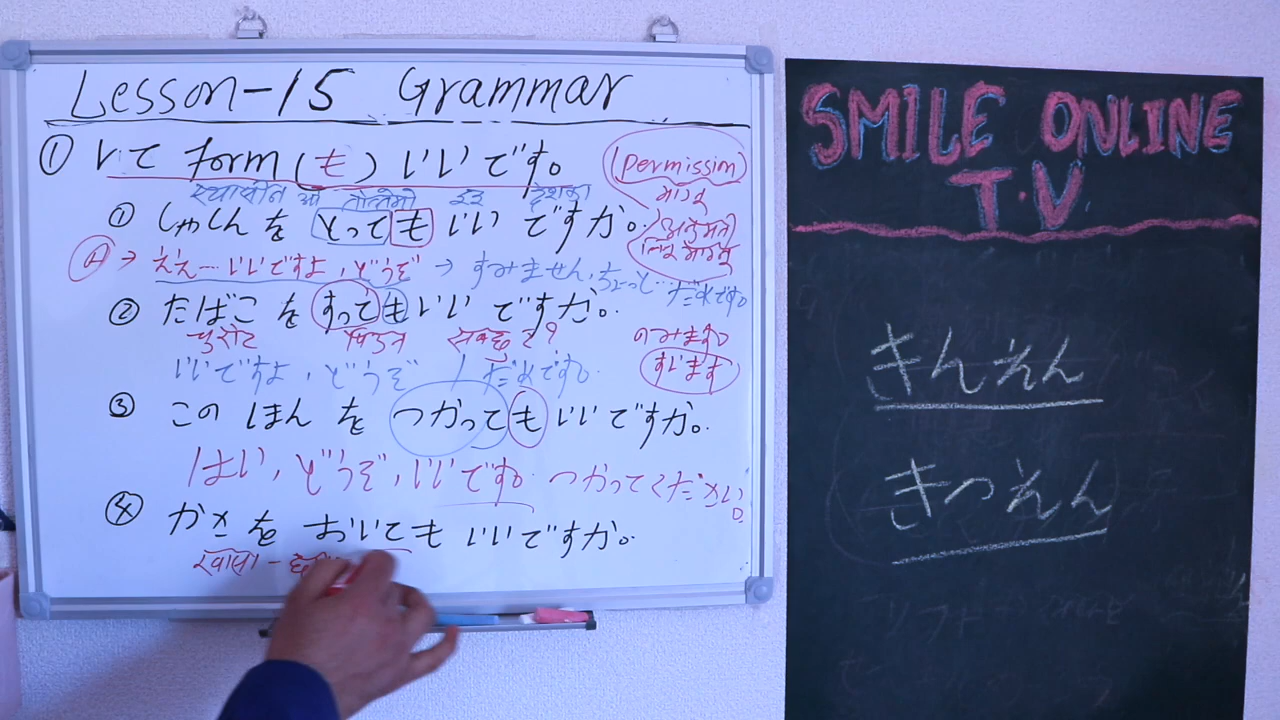 Lesson-15 Grammar
① Vて form (も) いいです。 (permission)
स्यासीन ओ तोत्तेमो इइ देसका
① しゃしんを とっても いい ですか。
A → ええ…いいですよ, どうぞ → すみません, ちょっと… だめです。
② たばこ を すっても いい ですか。
चुरोट のみます
いいですよ, どうぞ / だめです。 すいます
③ この ほん を つかっても いいですか。
はい, どうぞ, いいです。 つかってください。
④ かさを おいても いいですか。
SMILE ONLINE
T.V
きんえん
きつえん